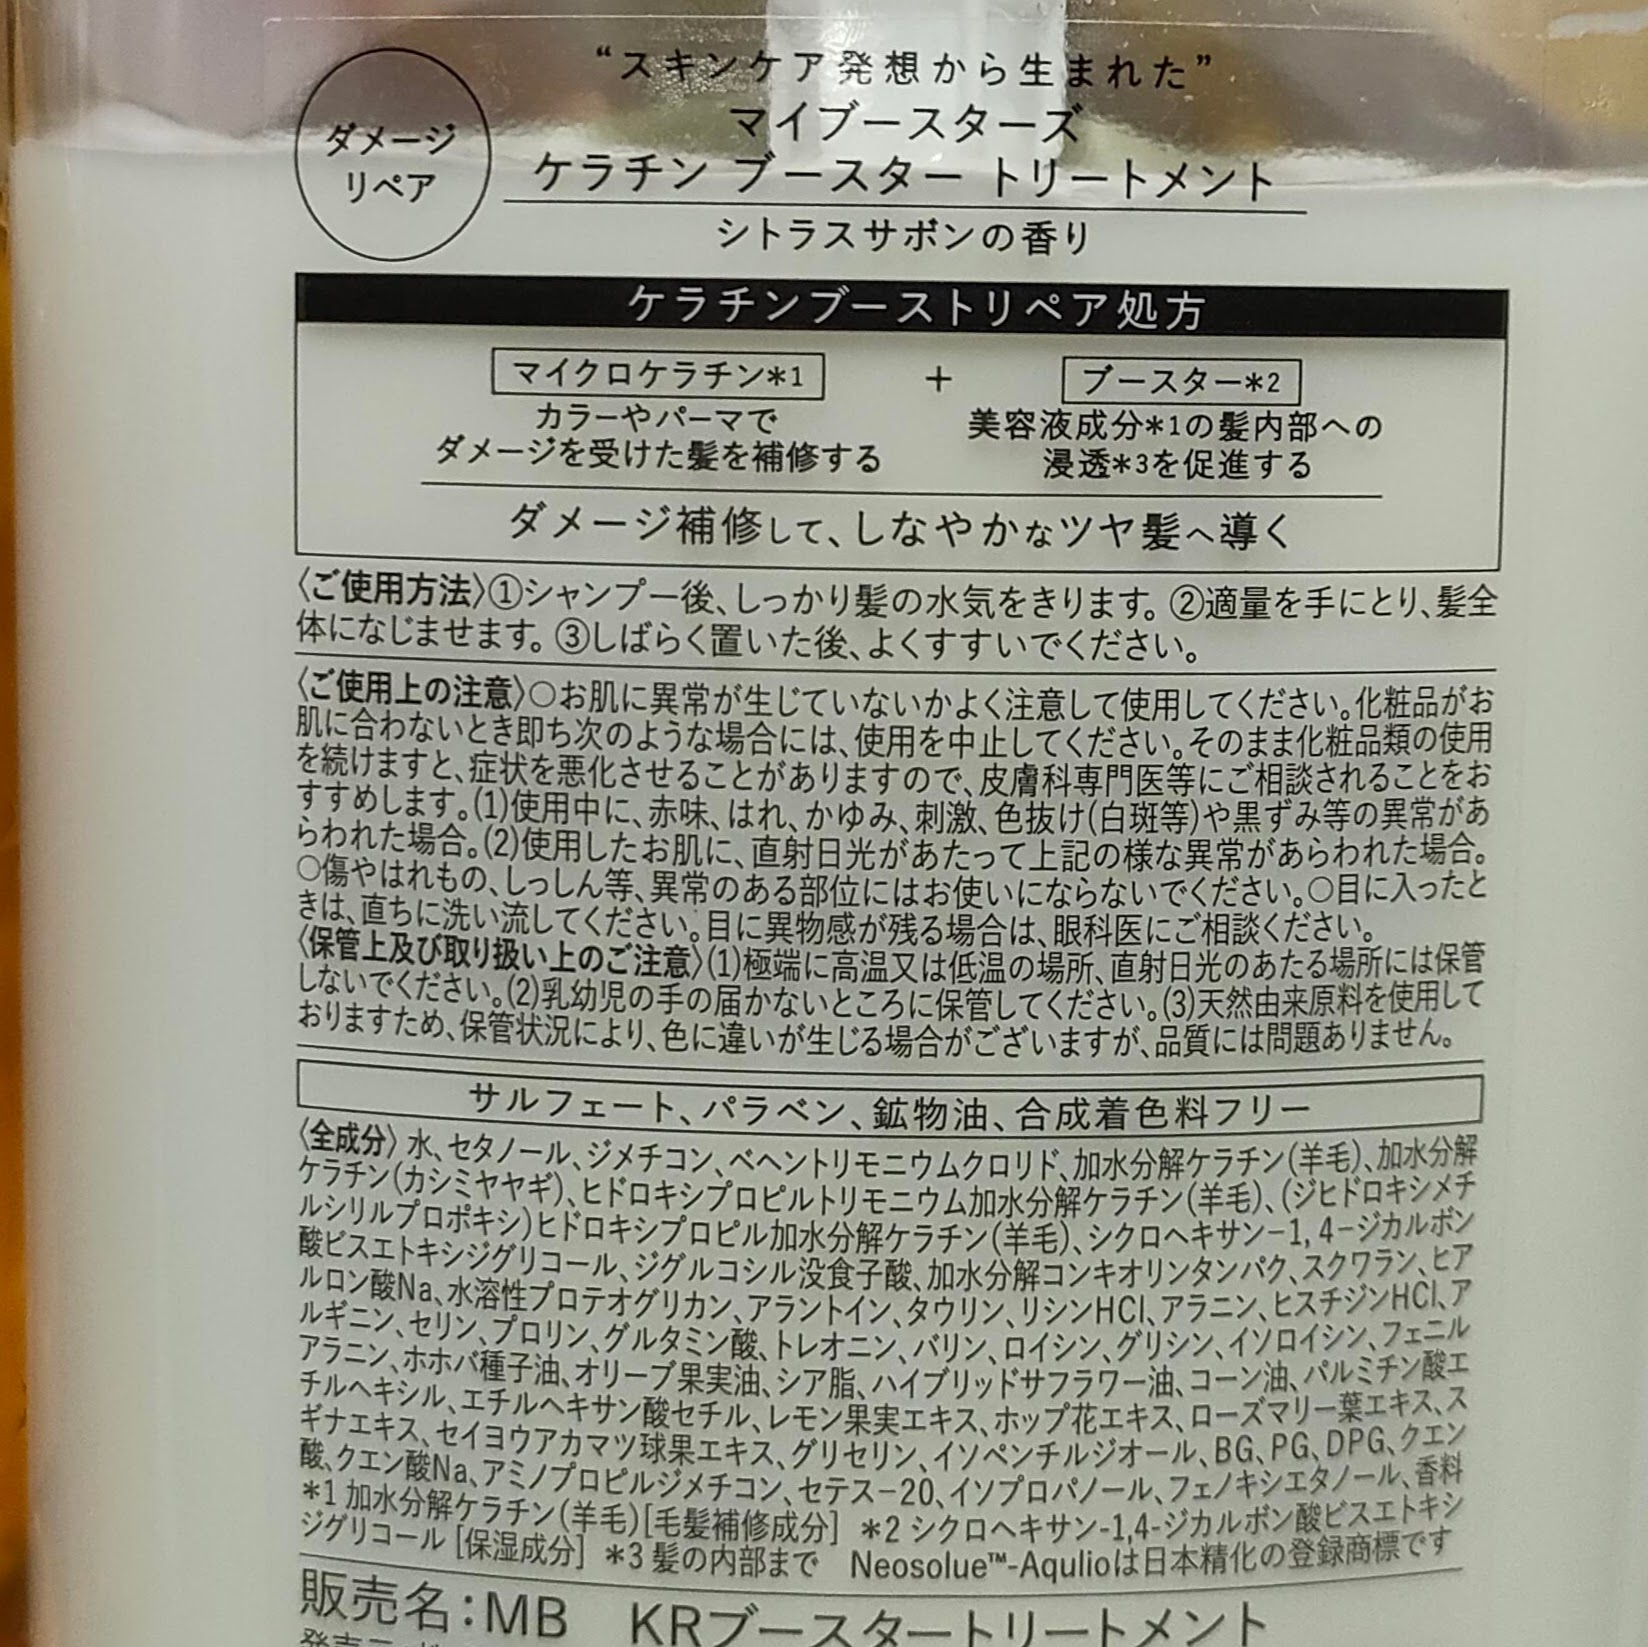 ダメージ
リペア
“スキンケア発想から生まれた”
マイブースターズ
ケラチン ブースター トリートメント
シトラスサボンの香り
ケラチンブーストリペア処方
マイクロケラチン*1
カラーやパーマで
ダメージを受けた髪を補修する
+
ブースター*2
美容液成分*1の髪内部への
浸透*3を促進する
ダメージ補修して、しなやかなツヤ髪へ導く
〈ご使用方法〉①シャンプー後、しっかり髪の水気をきります。②適量を手にとり、髪全
体になじませます。③しばらく置いた後、よくすすいでください。
〈ご使用上の注意〉○お肌に異常が生じていないかよく注意して使用してください。化粧品がお
肌に合わないとき即ち次のような場合には、使用を中止してください。そのまま化粧品類の使用
を続けますと、症状を悪化させることがありますので、皮膚科専門医等にご相談されることをお
すすめします。(1)使用中に、赤味、はれ、かゆみ、刺激、色抜け(白斑等)や黒ずみ等の異常があ
らわれた場合。(2)使用したお肌に、直射日光があたって上記の様な異常があらわれた場合。
○傷やはれもの、しっしん等、異常のある部位にはお使いにならないでください。○目に入ったと
きは、直ちに洗い流してください。目に異物感が残る場合は、眼科医にご相談ください。
〈保管上及び取り扱い上のご注意〉(1)極端に高温又は低温の場所、直射日光のあたる場所には保管
しないでください。(2)乳幼児の手の届かないところに保管してください。(3)天然由来原料を使用して
おりますため、保管状況により、色に違いが生じる場合がございますが、品質には問題ありません。
サルフェート、パラベン、鉱物油、合成着色料フリー
〈全成分〉水、セタノール、ジメチコン、ベヘントリモニウムクロリド、加水分解ケラチン(羊毛)、加水分解
ケラチン(カシミヤヤギ)、ヒドロキシプロピルトリモニウム加水分解ケラチン(羊毛)、(ジヒドロキシメチ
ルシリルプロポキシ)ヒドロキシプロピル加水分解ケラチン(羊毛)、シクロヘキサン-1,4-ジカルボン
酸ビスエトキシジグリコール、ジグルコシル没食子酸、加水分解コンキオリンタンパク、スクワラン、ヒア
ルロン酸Na、水溶性プロテオグリカン、アラントイン、タウリン、リシンHCl、アラニン、ヒスチジンHCl、ア
ルギニン、セリン、プロリン、グルタミン酸、トレオニン、バリン、ロイシン、グリシン、イソロイシン、フェニル
アラニン、ホホバ種子油、オリーブ果実油、シア脂、ハイブリッドサフラワー油、コーン油、パルミチン酸エ
チルヘキシル、エチルヘキサン酸セチル、レモン果実エキス、ホップ花エキス、ローズマリー葉エキス、ス
ギナエキス、セイヨウアカマツ球果エキス、グリセリン、イソペンチルジオール、BG、PG、DPG、クエン
酸、クエン酸Na、アミノプロピルジメチコン、セテス-20、イソプロパノール、フェノキシエタノール、香料
*1 加水分解ケラチン(羊毛)[毛髪補修成分] *2 シクロヘキサン-1,4-ジカルボン酸ビスエトキシ
ジグリコール [保湿成分] *3 髪の内部まで Neosolue™-Aqulioは日本精化の登録商標です
販売名:MB KRブースタートリートメント